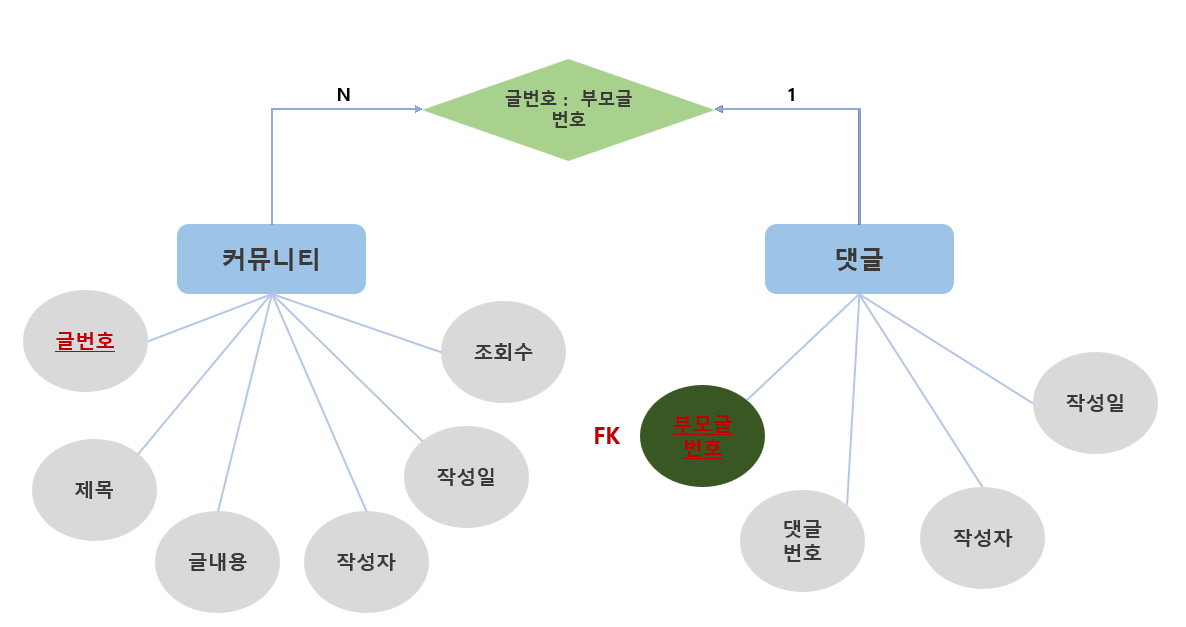 N
1
글번호 : 부모글
번호
커뮤니티
댓글
글번호
조회수
제목
작성일
글내용
작성자
FK
부모글
번호
댓글
번호
작성자
작성일